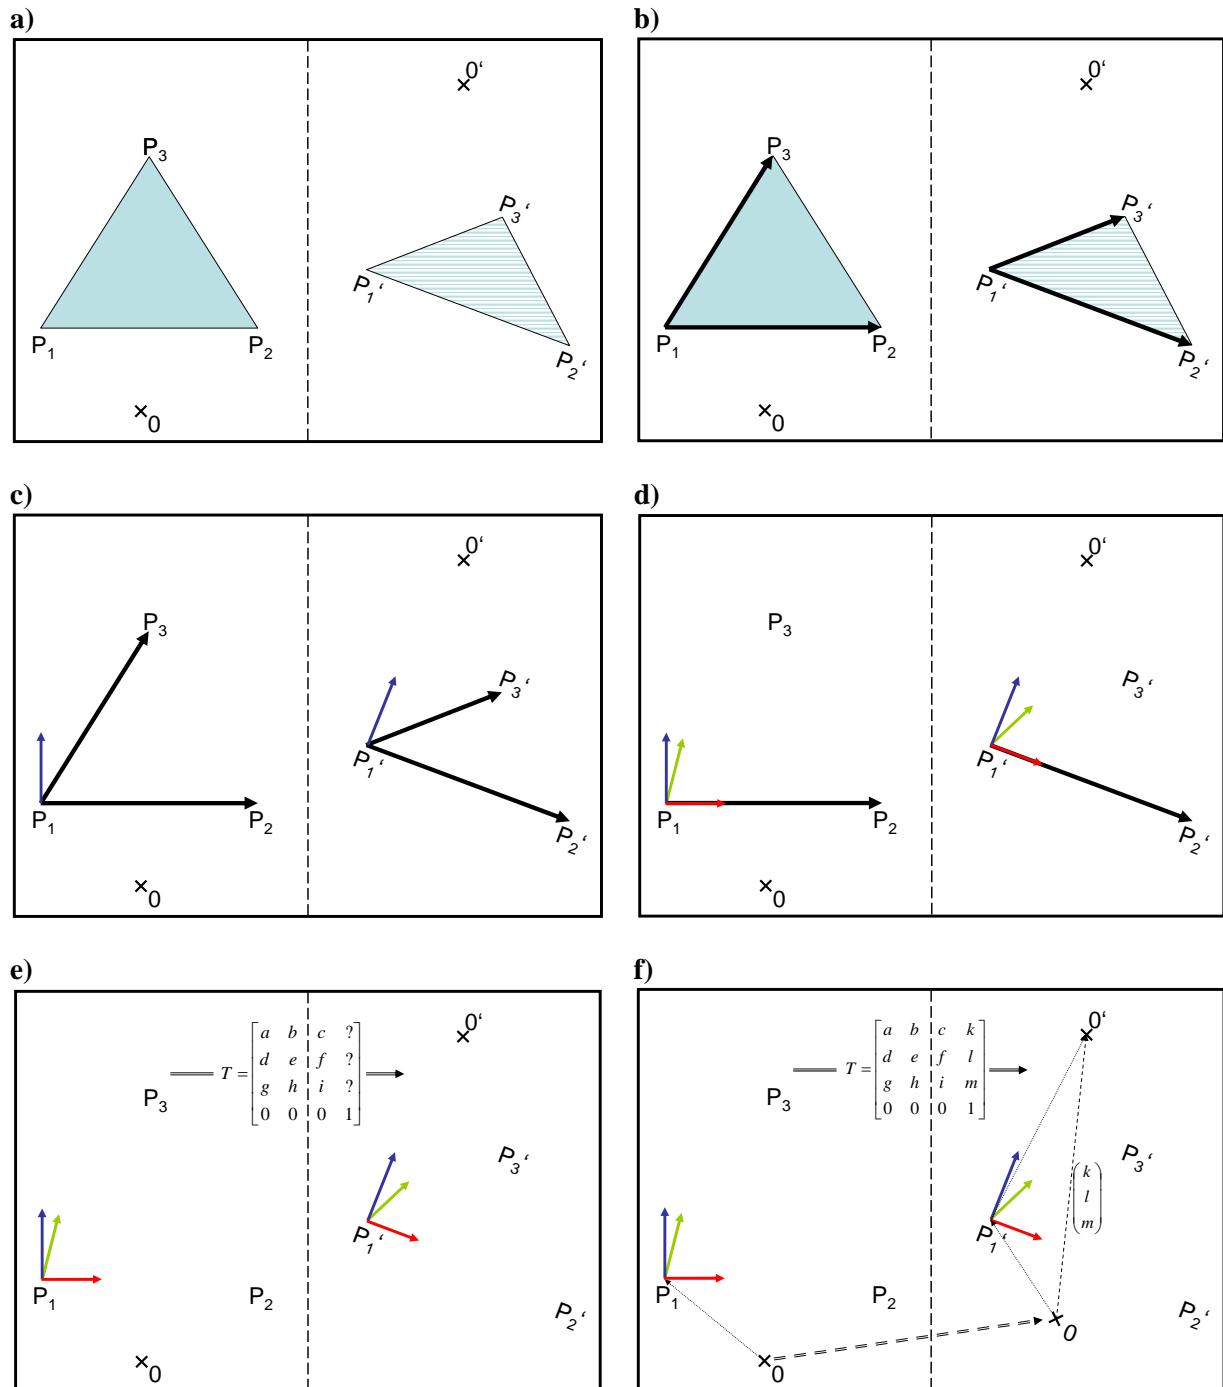 a)
0‘
P3
P3‘
P1‘
P1
P2
P2‘
0
b)
0‘
P3
P3‘
P1‘
P1
P2
P2‘
0
c)
0‘
P3
P3‘
P1‘
P1
P2
P2‘
0
d)
0‘
P3
P3‘
P1‘
P1
P2
P2‘
0
e)
0‘
a b c ?
T = d e f ?
g h i ?
0 0 0 1
P3
P3‘
P1‘
P1
P2
P2‘
0
f)
0‘
a b c k
T = d e f l
g h i m
0 0 0 1
P3
P3‘
k
l
m
P1‘
P1
P2
P2‘
0
0